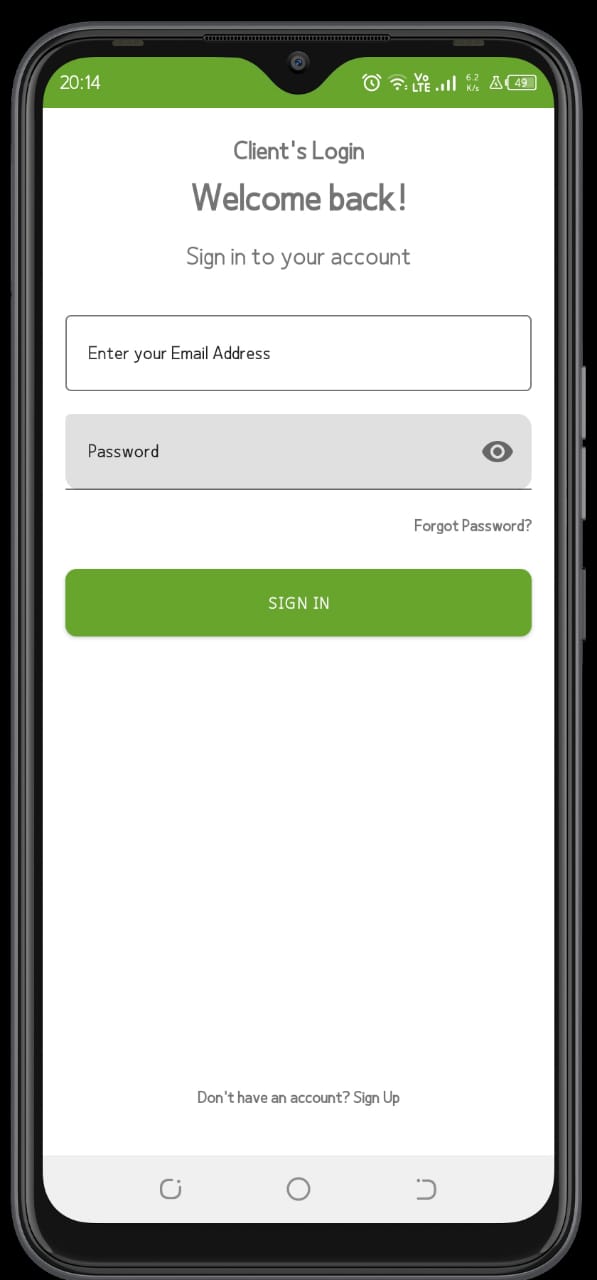 20:14
Vo LTE 6.2 K/s 49
Client's Login
Welcome back!
Sign in to your account
Enter your Email Address
Password
Forgot Password?
SIGN IN
Don't have an account? Sign Up